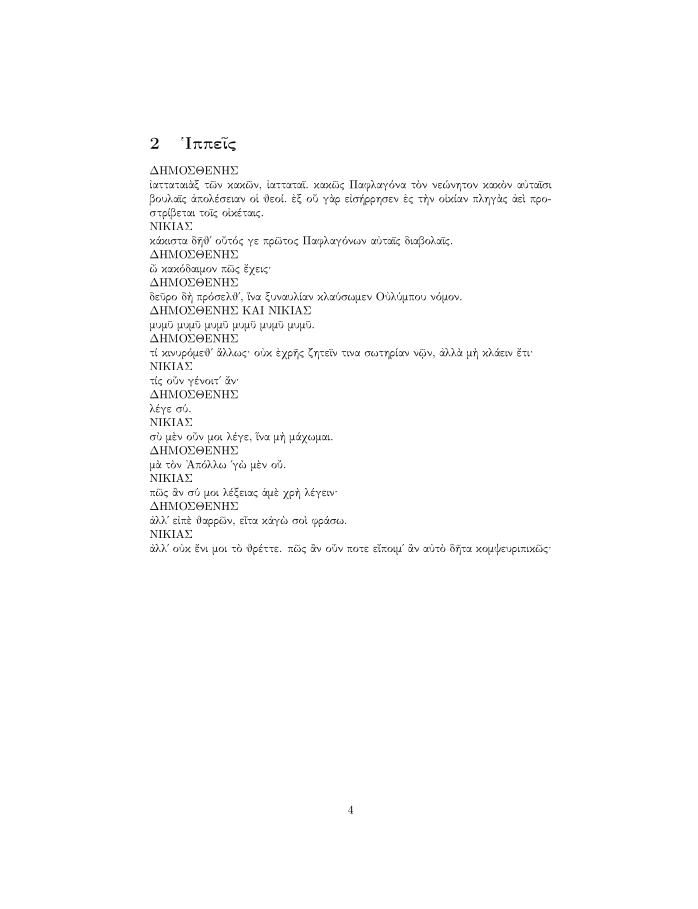 2 Ἱππεῖς
ΔΗΜΟΣΘΕΝΗΣ
ἰατταταιὰξ τῶν κακῶν, ἰατταταῖ. κακῶς Παφλαγόνα τὸν νεώνητον κακὸν αὐταῖσι
βουλαῖς ἀπολέσειαν οἱ θεοί. ἐξ οὗ γὰρ εἰσήρρησεν ἐς τὴν οἰκίαν πληγὰς ἀεὶ προ-
στρίβεται τοῖς οἰκέταις.
ΝΙΚΙΑΣ
κάκιστα δῆθ᾿ οὗτός γε πρῶτος Παφλαγόνων αὐταῖς διαβολαῖς.
ΔΗΜΟΣΘΕΝΗΣ
ὦ κακόδαιμον πῶς ἔχεις·
ΔΗΜΟΣΘΕΝΗΣ
δεῦρο δὴ πρόσελθ᾿, ἵνα ξυναυλίαν κλαύσωμεν Οὐλύμπου νόμον.
ΔΗΜΟΣΘΕΝΗΣ ΚΑΙ ΝΙΚΙΑΣ
μυμῦ μυμῦ μυμῦ μυμῦ μυμῦ μυμῦ.
ΔΗΜΟΣΘΕΝΗΣ
τί κινυρόμεθ᾿ ἄλλως· οὐκ ἐχρῆς ζητεῖν τινα σωτηρίαν νῷν, ἀλλὰ μὴ κλάειν ἔτι·
ΝΙΚΙΑΣ
τίς οὖν γένοιτ᾿ ἄν·
ΔΗΜΟΣΘΕΝΗΣ
λέγε σύ.
ΝΙΚΙΑΣ
σὺ μὲν οὖν μοι λέγε, ἵνα μὴ μάχωμαι.
ΔΗΜΟΣΘΕΝΗΣ
μὰ τὸν Ἀπόλλω ᾿γὼ μὲν οὔ.
ΝΙΚΙΑΣ
πῶς ἂν σύ μοι λέξειας ἁμὲ χρὴ λέγειν·
ΔΗΜΟΣΘΕΝΗΣ
ἀλλ᾿ εἰπὲ θαρρῶν, εἶτα κἀγὼ σοὶ φράσω.
ΝΙΚΙΑΣ
ἀλλ᾿ οὐκ ἔνι μοι τὸ θρέττε. πῶς ἂν οὖν ποτε εἴποιμ᾿ ἂν αὐτὸ δῆτα κομψευριπικῶς·
4